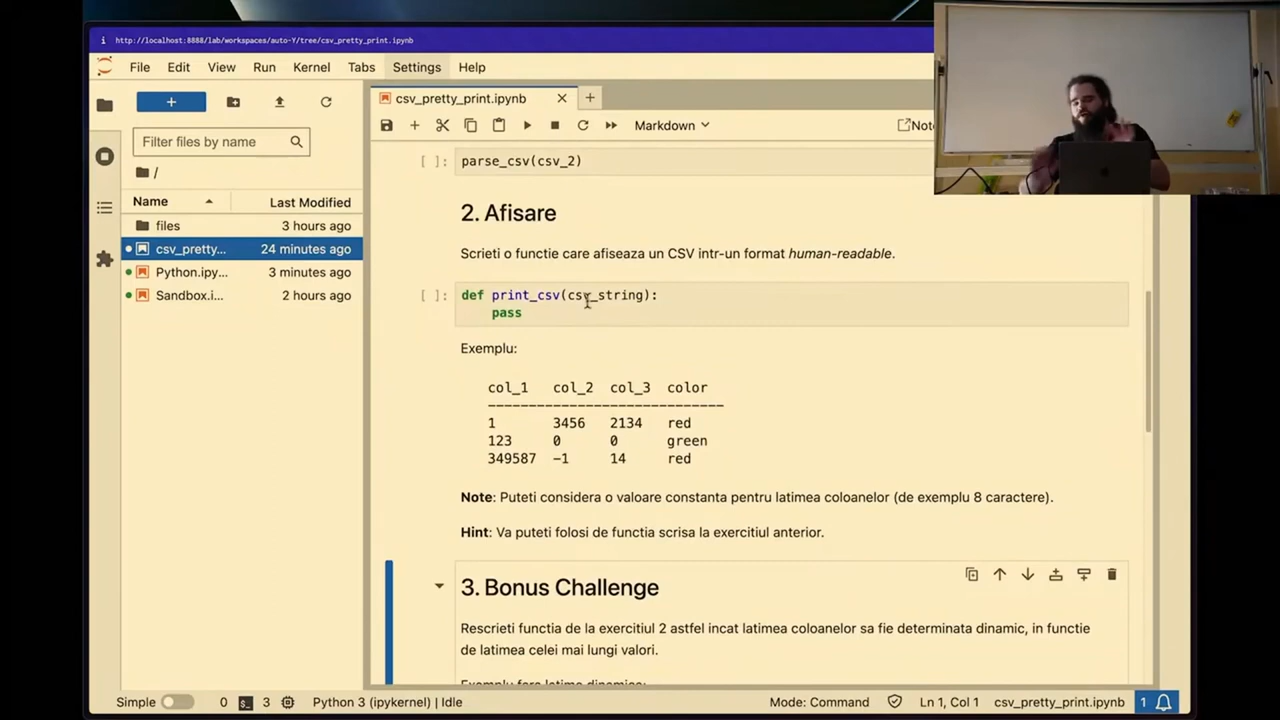 http://localhost:8888/lab/workspaces/auto-Y/tree/csv_pretty_print.ipynb
File Edit View Run Kernel Tabs Settings Help
csv_pretty_print.ipynb
Markdown
Filter files by name
/
Name Last Modified
files 3 hours ago
csv_pretty... 24 minutes ago
Python.ipy... 3 minutes ago
Sandbox.i... 2 hours ago
[ ]: parse_csv(csv_2)
2. Afisare
Scrieti o functie care afiseaza un CSV intr-un format human-readable.
[ ]: def print_csv(csv_string):
pass
Exemplu:
col_1 col_2 col_3 color
-----------------------------
1 3456 2134 red
123 0 0 green
349587 -1 14 red
Note: Puteti considera o valoare constanta pentru latimea coloanelor (de exemplu 8 caractere).
Hint: Va puteti folosi de functia scrisa la exercitiul anterior.
3. Bonus Challenge
Rescrieti functia de la exercitiul 2 astfel incat latimea coloanelor sa fie determinata dinamic, in functie
de latimea celei mai lungi valori.
Exemplu fara latime dinamica:
Simple 0 3 Python 3 (ipykernel) | Idle Mode: Command Ln 1, Col 1 csv_pretty_print.ipynb 1